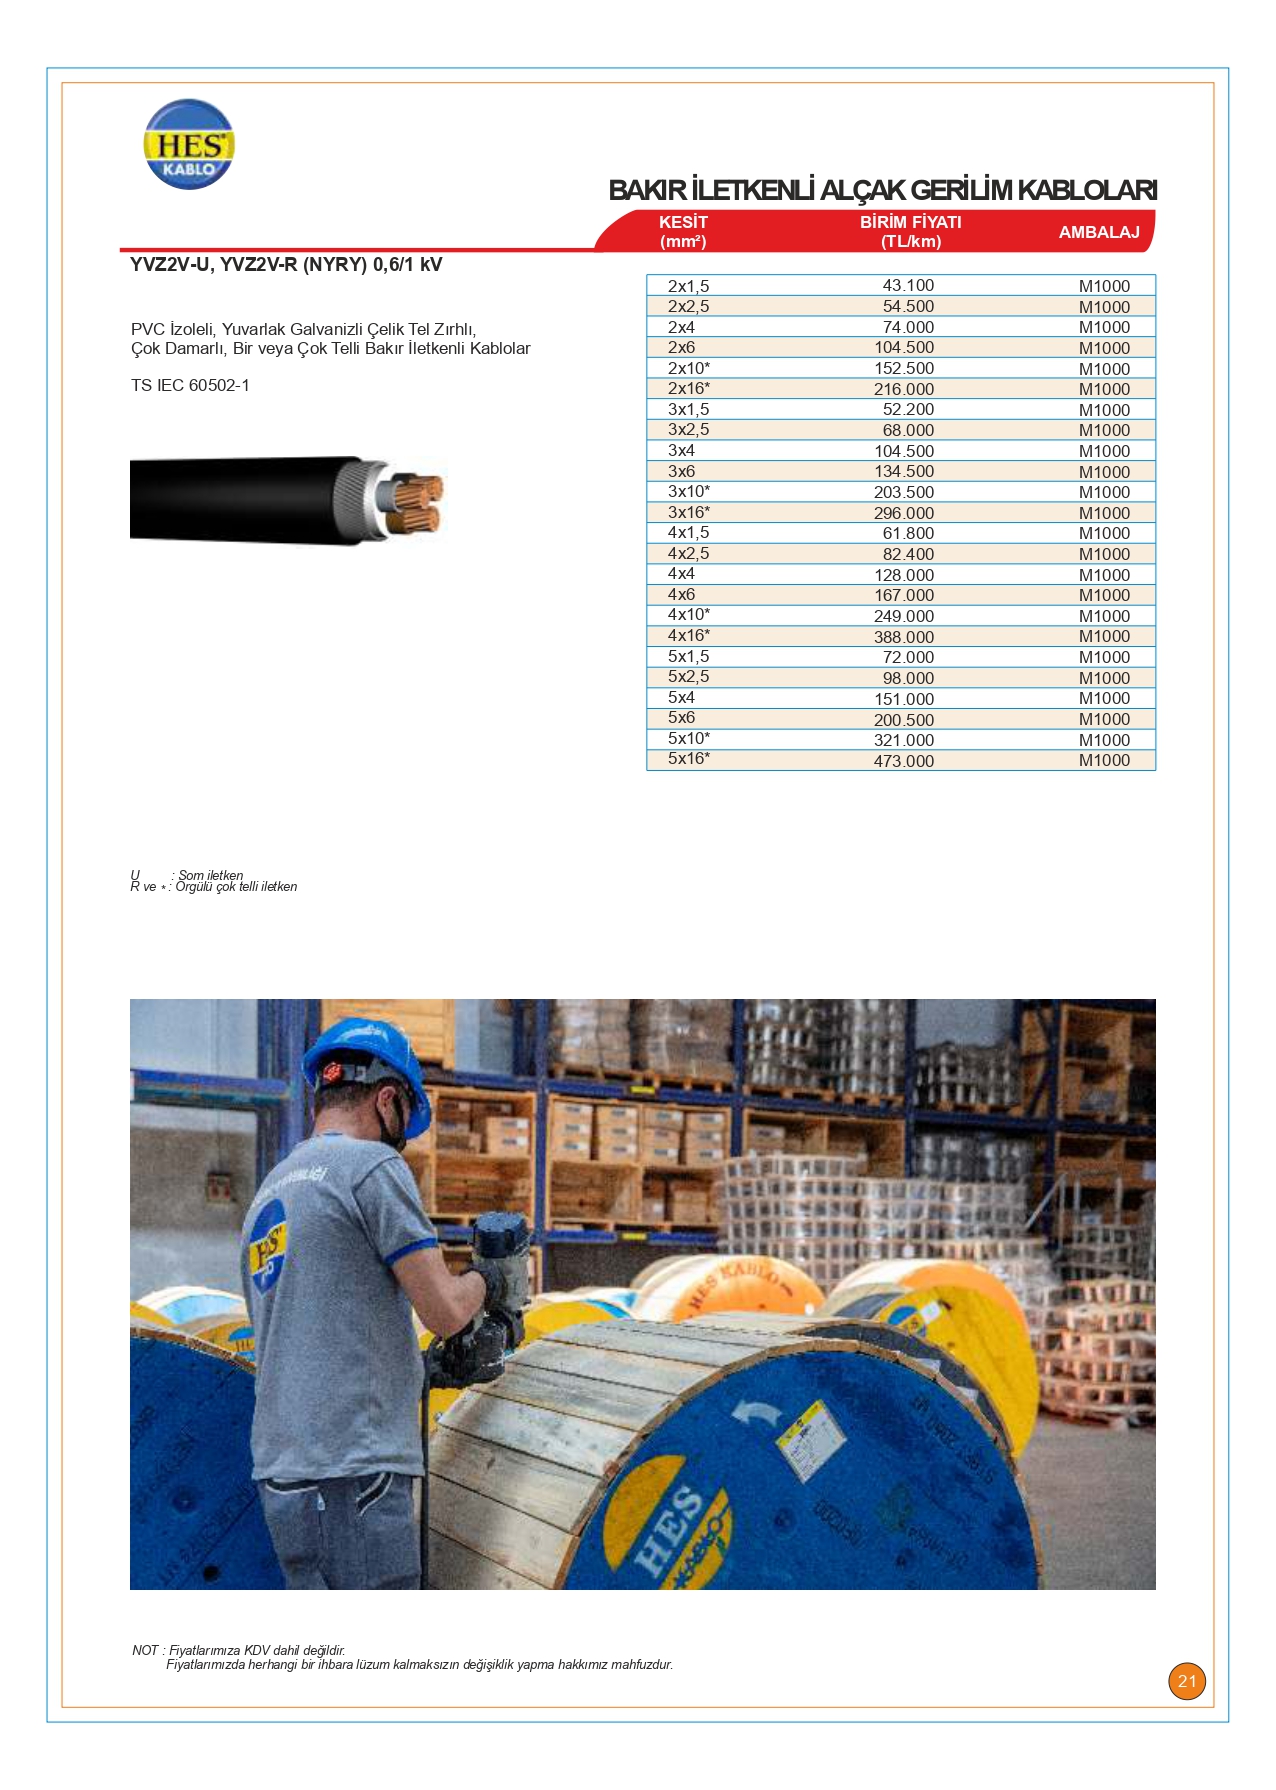 HES
KABLO
BAKIR İLETKENLİ ALÇAK GERİLİM KABLOLARI
KESİT BİRİM FİYATI AMBALAJ
(mm²) (TL/km)
YVZ2V-U, YVZ2V-R (NYRY) 0,6/1 kV
PVC İzoleli, Yuvarlak Galvanizli Çelik Tel Zırhlı,
Çok Damarlı, Bir veya Çok Telli Bakır İletkenli Kablolar
TS IEC 60502-1
2x1,5 43.100 M1000
2x2,5 54.500 M1000
2x4 74.000 M1000
2x6 104.500 M1000
2x10* 152.500 M1000
2x16* 216.000 M1000
3x1,5 52.200 M1000
3x2,5 68.000 M1000
3x4 104.500 M1000
3x6 134.500 M1000
3x10* 203.500 M1000
3x16* 296.000 M1000
4x1,5 61.800 M1000
4x2,5 82.400 M1000
4x4 128.000 M1000
4x6 167.000 M1000
4x10* 249.000 M1000
4x16* 388.000 M1000
5x1,5 72.000 M1000
5x2,5 98.000 M1000
5x4 151.000 M1000
5x6 200.500 M1000
5x10* 321.000 M1000
5x16* 473.000 M1000
U : Som iletken
R ve * : Örgülü çok telli iletken
HES
HES KABLO
HES
HES
KABLO
NOT : Fiyatlarımıza KDV dahil değildir.
Fiyatlarımızda herhangi bir ihbara lüzum kalmaksızın değişiklik yapma hakkımız mahfuzdur.
21